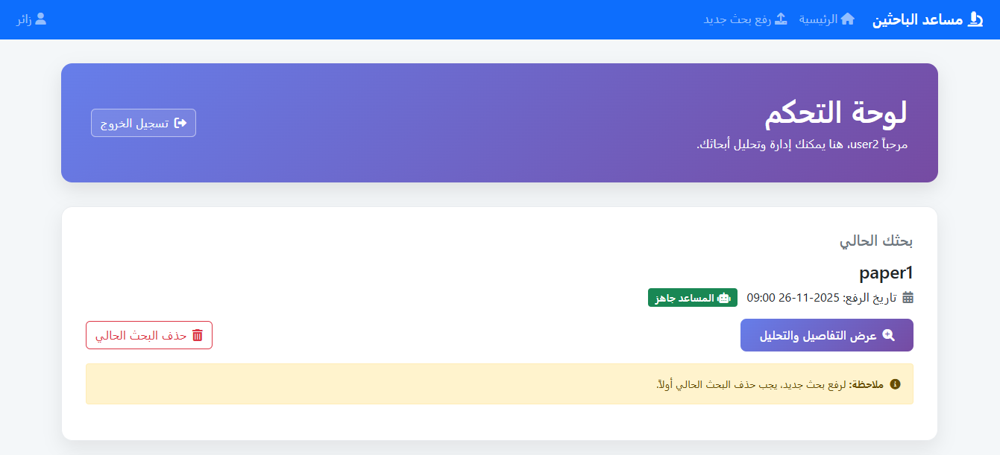 مساعد الباحثين
الرئيسية
رفع بحث جديد
زائر
لوحة التحكم
مرحباً user2، هنا يمكنك إدارة وتحليل أبحاثك.
تسجيل الخروج
بحثك الحالي
paper1
تاريخ الرفع: 2025-11-26 09:00
المساعد جاهز
عرض التفاصيل والتحليل
حذف البحث الحالي
ملاحظة: لرفع بحث جديد، يجب حذف البحث الحالي أولاً.